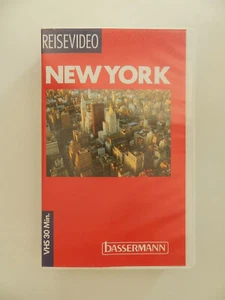 REISEVIDEO
NEW YORK
VHS 30 Min.
bassermann